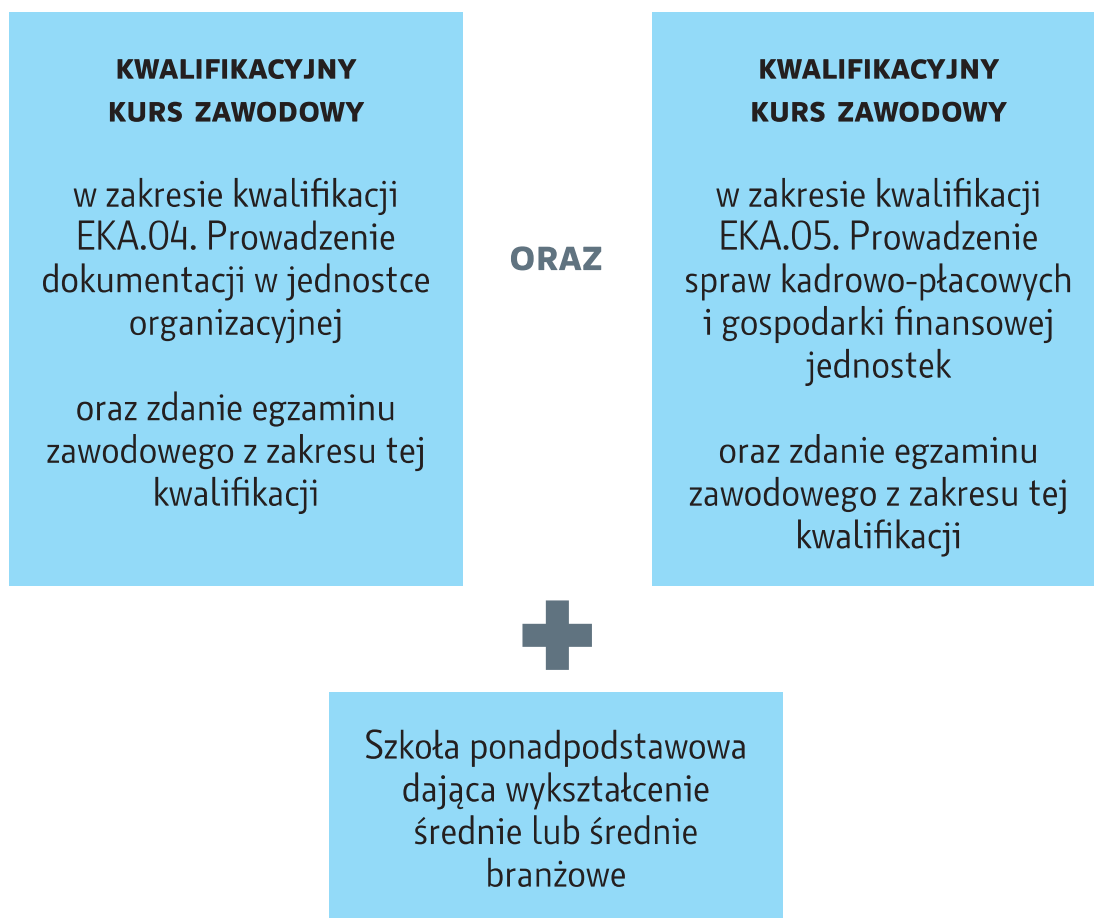 KWALIFIKACYJNY
KURS ZAWODOWY
w zakresie kwalifikacji
EKA.04. Prowadzenie
dokumentacji w jednostce
organizacyjnej
oraz zdanie egzaminu
zawodowego z zakresu tej
kwalifikacji
ORAZ
KWALIFIKACYJNY
KURS ZAWODOWY
w zakresie kwalifikacji
EKA.05. Prowadzenie
spraw kadrowo-płacowych
i gospodarki finansowej
jednostek
oraz zdanie egzaminu
zawodowego z zakresu tej
kwalifikacji
Szkoła ponadpodstawowa
dająca wykształcenie
średnie lub średnie
branżowe